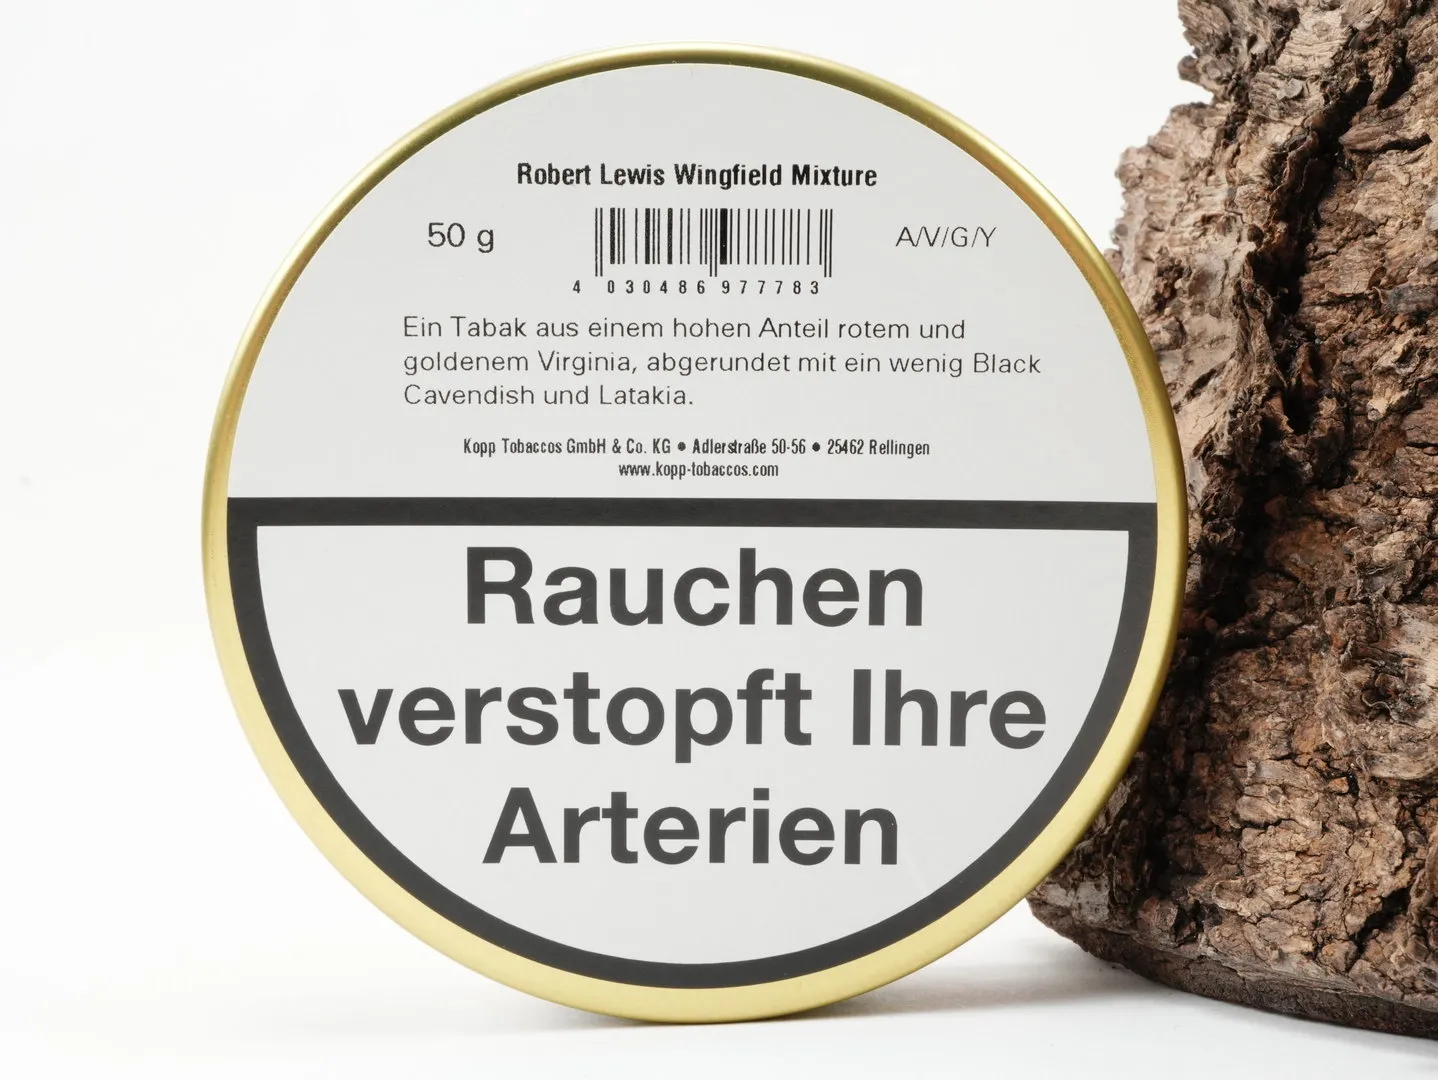 Robert Lewis Wingfield Mixture
50 g
A/V/G/Y
4 030486 977783
Ein Tabak aus einem hohen Anteil rotem und
goldenem Virginia, abgerundet mit ein wenig Black
Cavendish und Latakia.
Kopp Tobaccos GmbH & Co. KG ● Adlerstraße 50-56 ● 25462 Rellingen
www.kopp-tobaccos.com
Rauchen
verstopft Ihre
Arterien